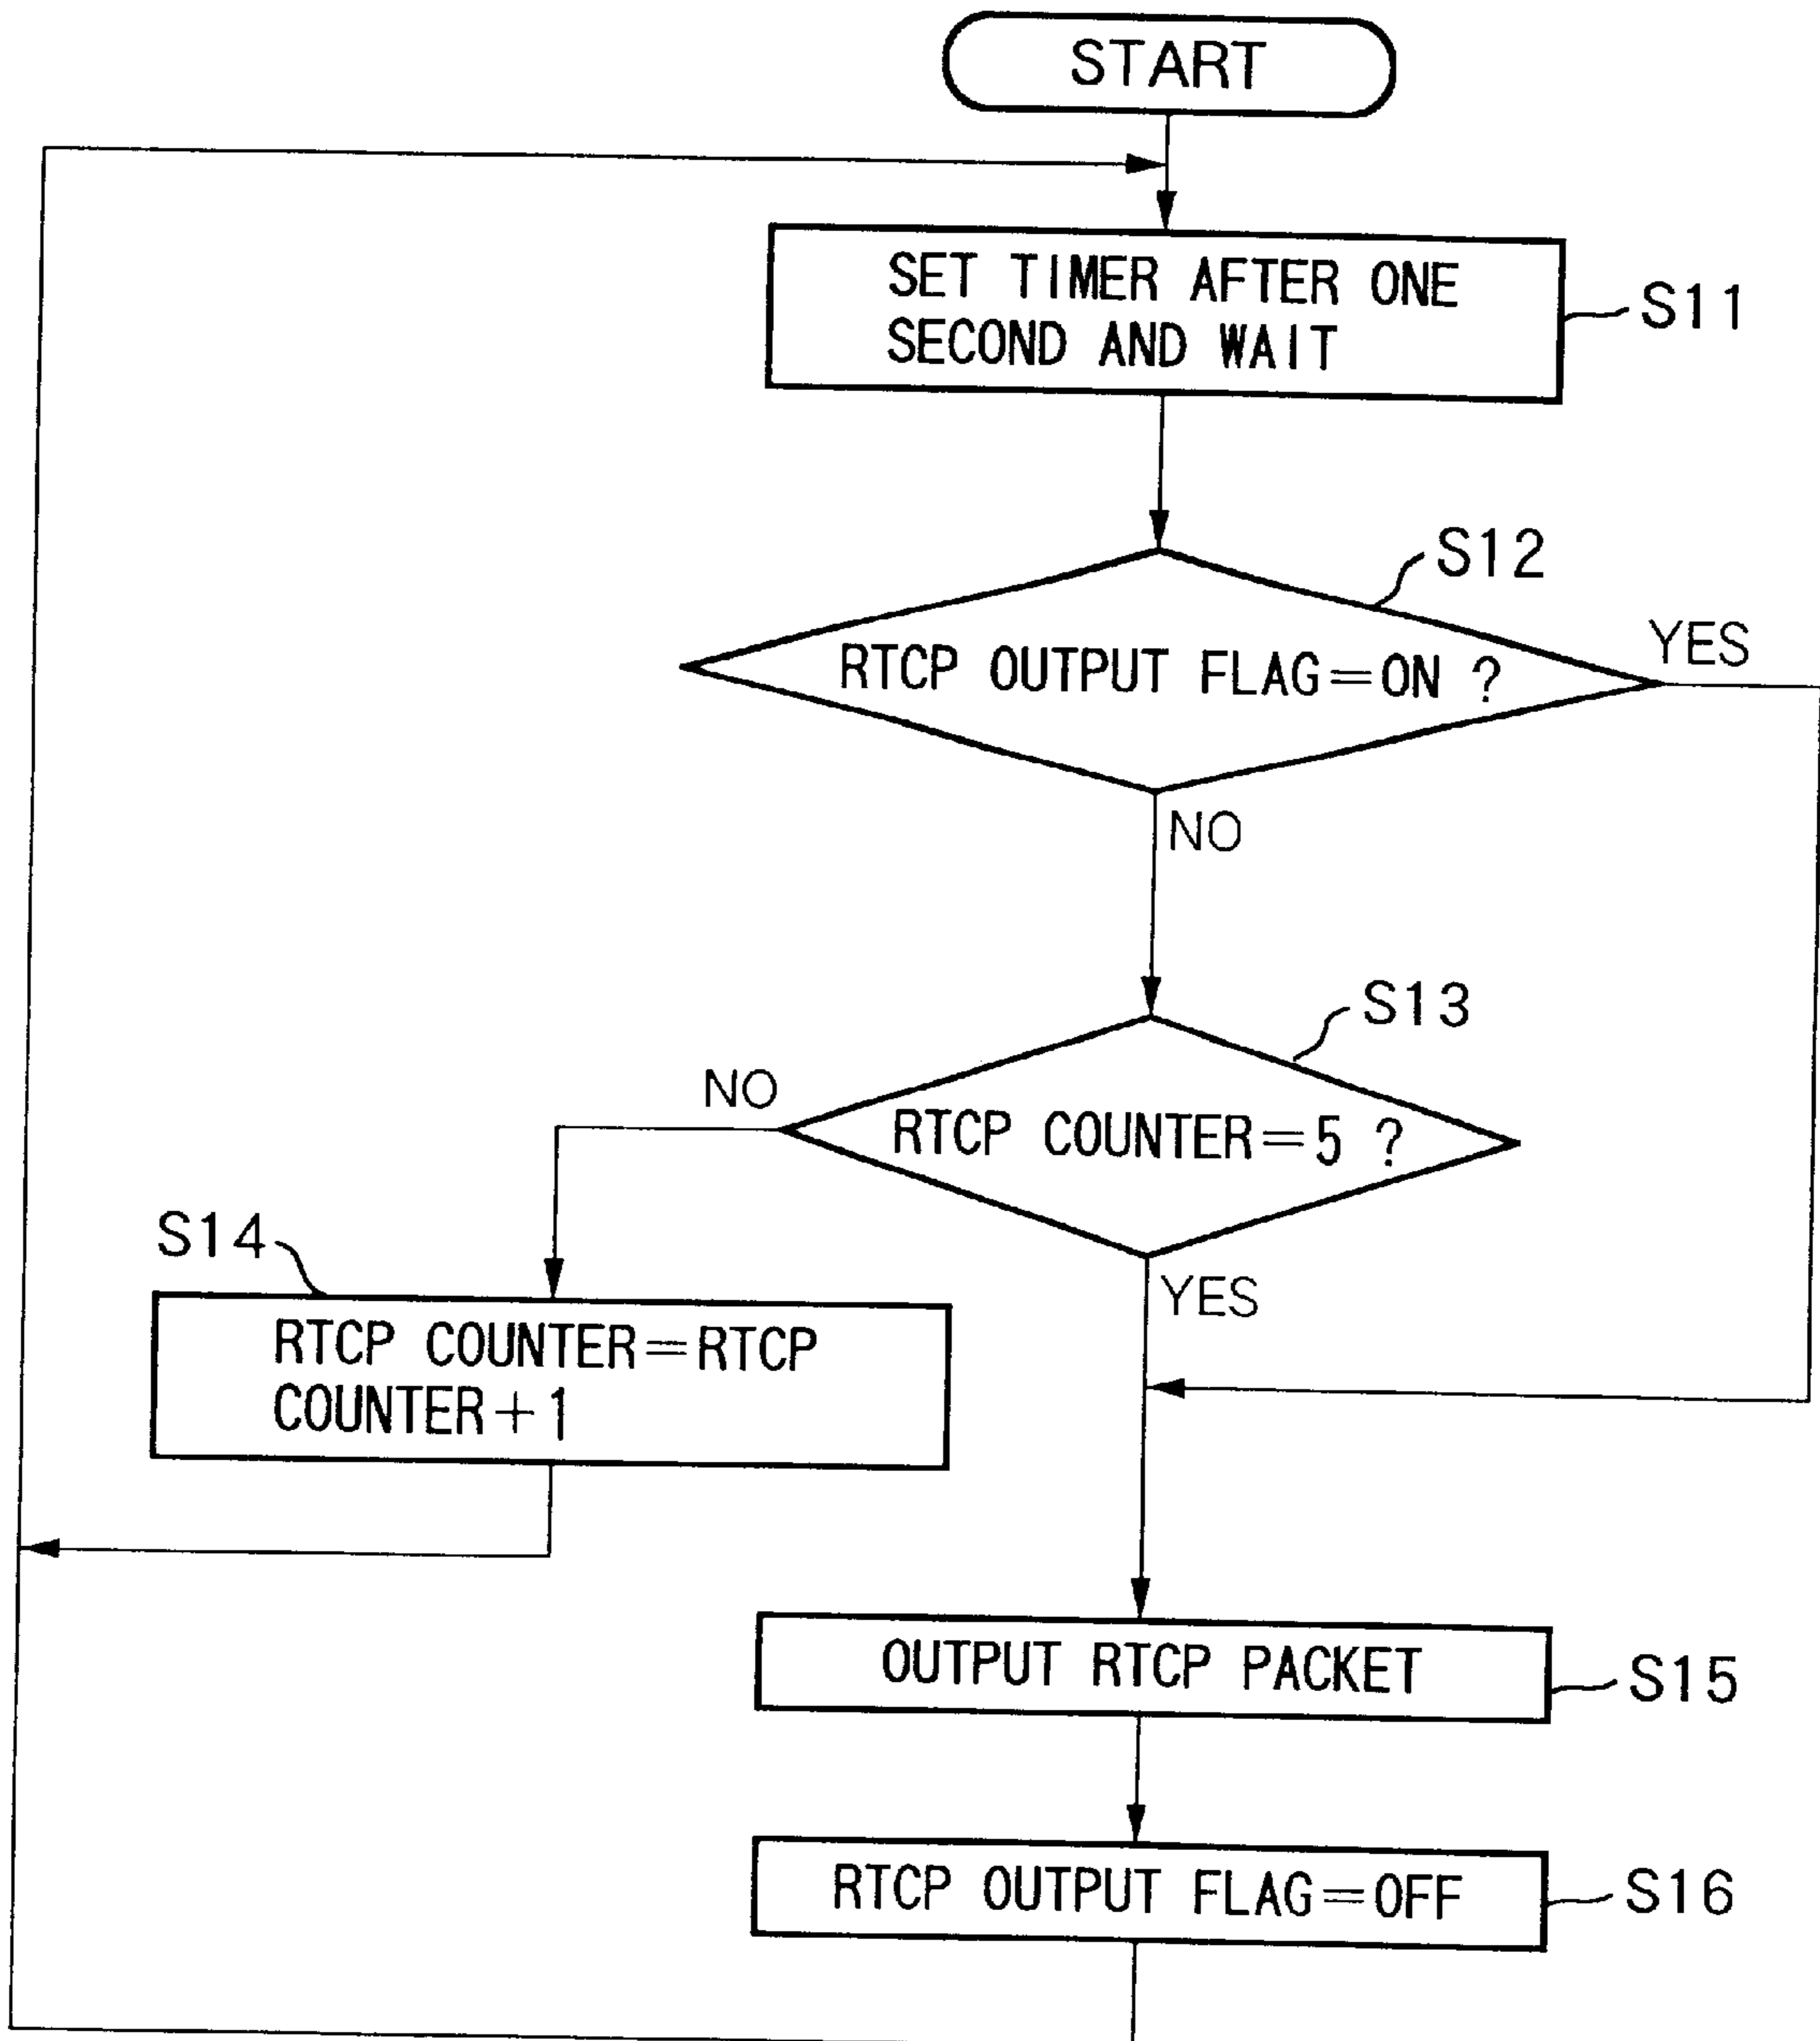 START
SET TIMER AFTER ONE
SECOND AND WAIT
S11
S12
RTCP OUTPUT FLAG=ON ?
YES
NO
S13
RTCP COUNTER=5 ?
NO
YES
S14
RTCP COUNTER=RTCP
COUNTER+1
OUTPUT RTCP PACKET
S15
RTCP OUTPUT FLAG=OFF
S16